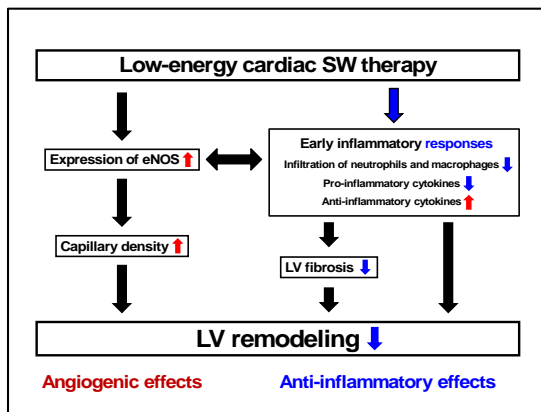 Low-energy cardiac SW therapy
Early inflammatory responses
Expression of eNOS
Infiltration of neutrophils and macrophages
Pro-inflammatory cytokines
Anti-inflammatory cytokines
Capillary density
LV fibrosis
LV remodeling
Angiogenic effects
Anti-inflammatory effects